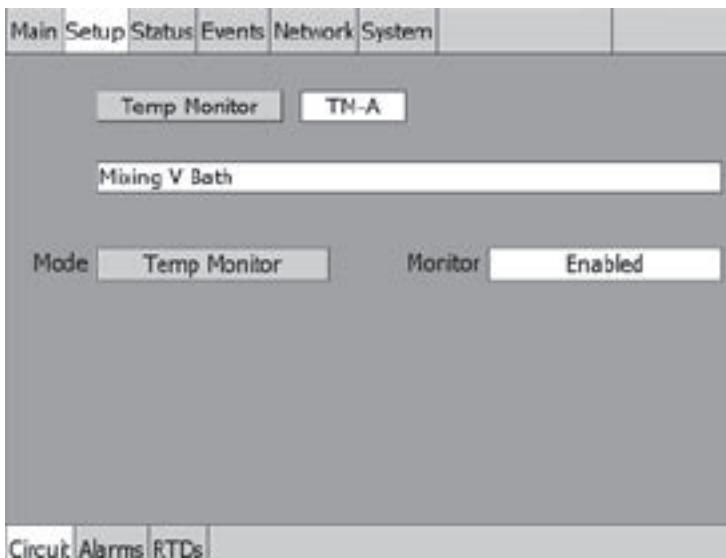 Main Setup Status Events Network System
Temp Monitor TM-A
Mixing V Bath
Mode Temp Monitor Monitor Enabled
Circuit Alarms RTDs